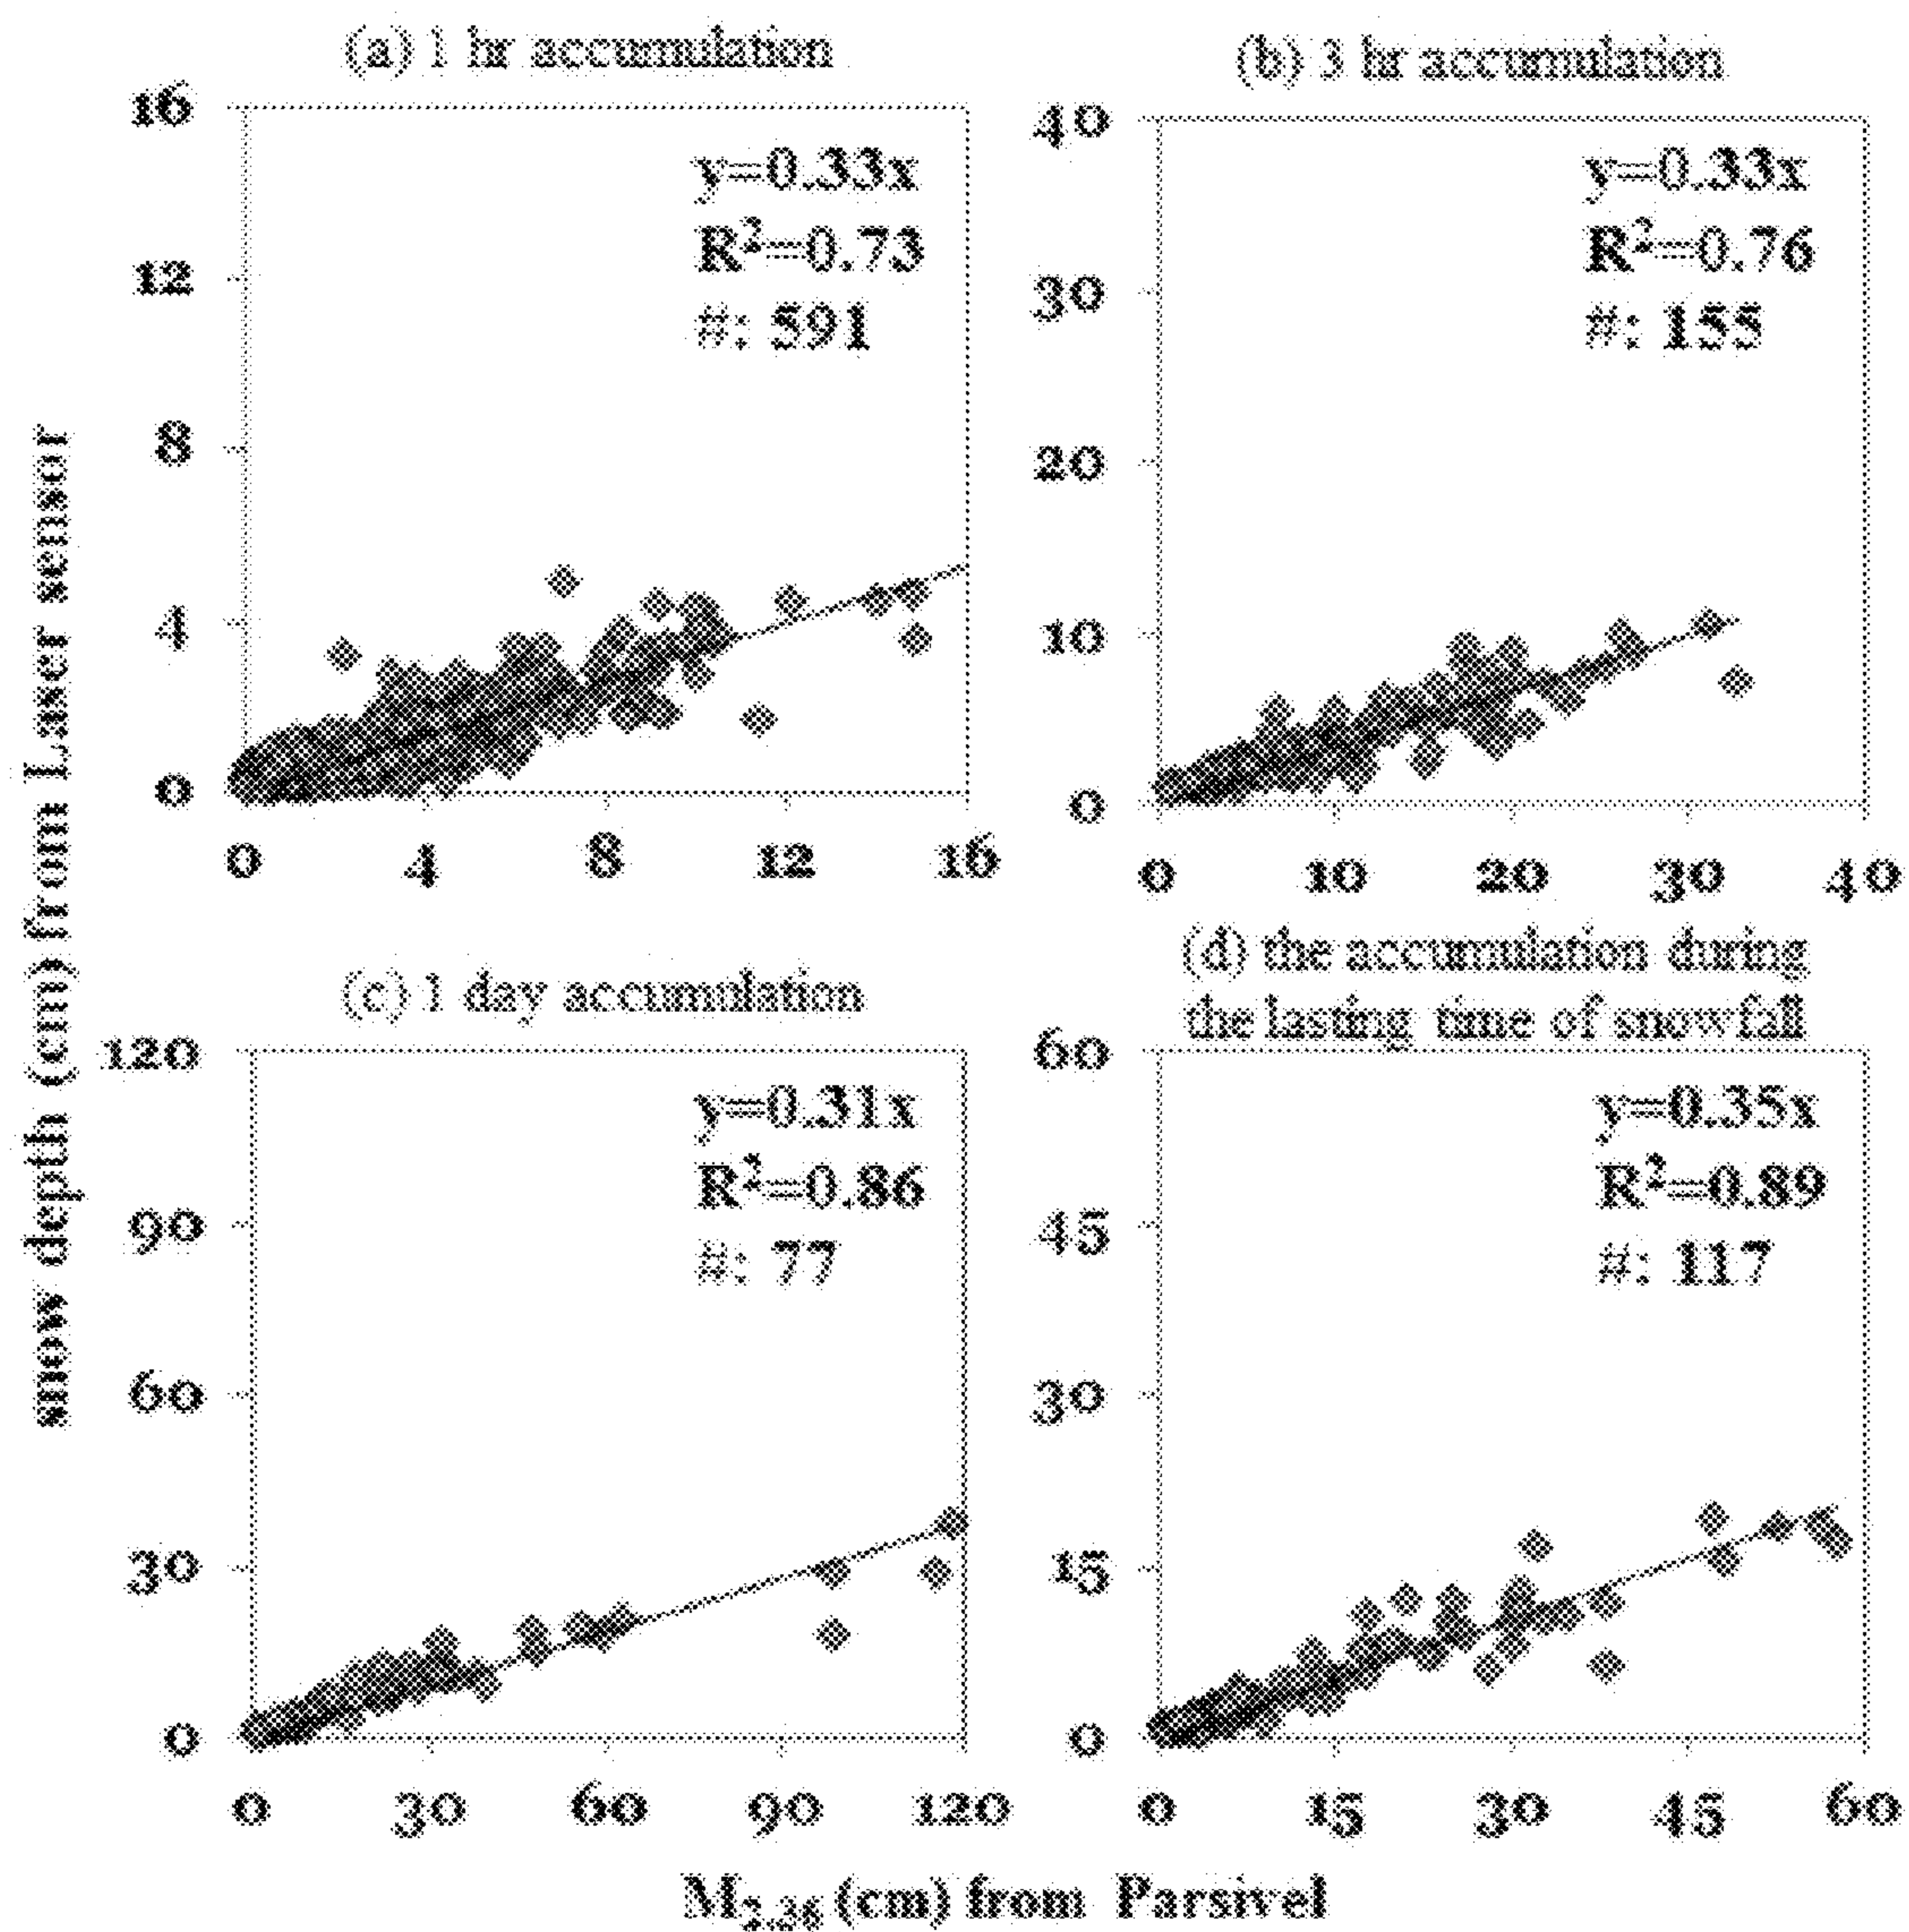 (a) 1 hr accumulation
16
12
8
4
0
0 4 8 12 16
y=0.33x
R²=0.73
#: 591
(b) 3 hr accumulation
40
30
20
10
0
0 10 20 30 40
y=0.33x
R²=0.76
#: 155
snow depth (cm) from Laser sensor
(c) 1 day accumulation
120
90
60
30
0
0 30 60 90 120
y=0.31x
R²=0.86
#: 77
(d) the accumulation during
the lasting time of snowfall
60
45
30
15
0
0 15 30 45 60
y=0.35x
R²=0.89
#: 117
M₂.₃₆ (cm) from Parsivel